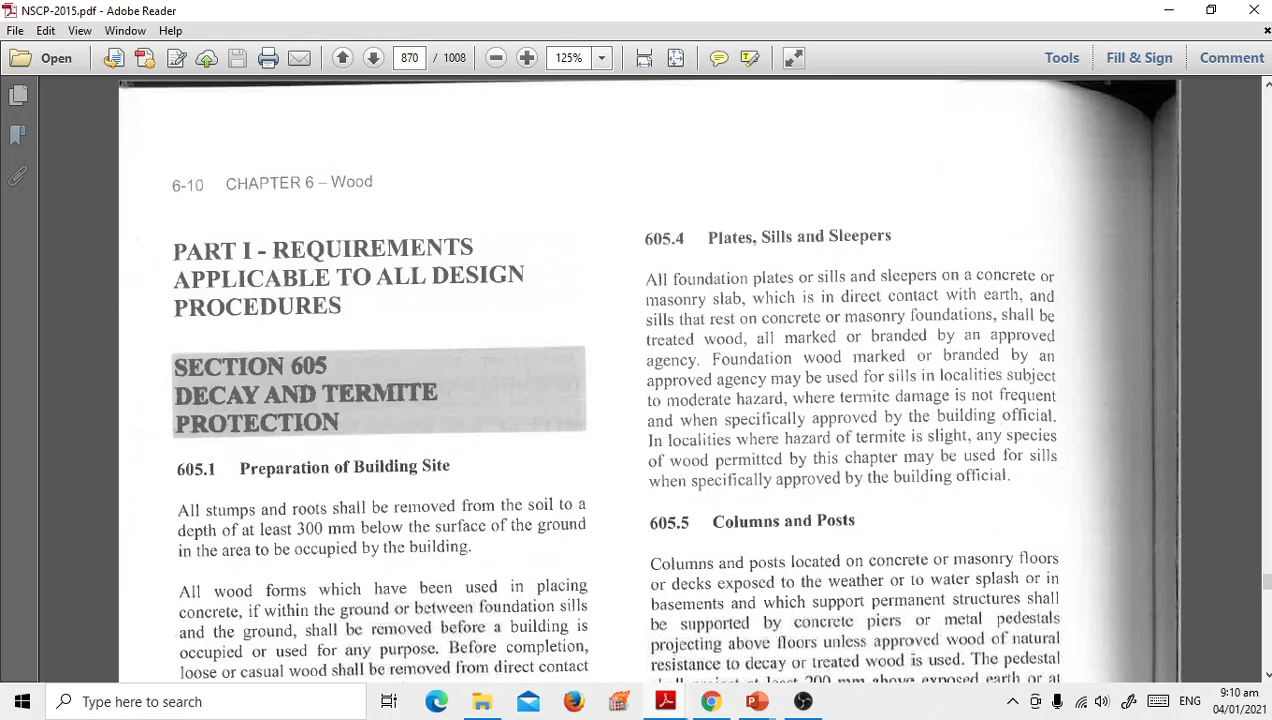 NSCP-2015.pdf - Adobe Reader
File Edit View Window Help
Open
870 / 1008
125%
Tools Fill & Sign Comment
6-10 CHAPTER 6 – Wood
PART I - REQUIREMENTS
APPLICABLE TO ALL DESIGN
PROCEDURES
SECTION 605
DECAY AND TERMITE
PROTECTION
605.1 Preparation of Building Site
All stumps and roots shall be removed from the soil to a
depth of at least 300 mm below the surface of the ground
in the area to be occupied by the building.
All wood forms which have been used in placing
concrete, if within the ground or between foundation sills
and the ground, shall be removed before a building is
occupied or used for any purpose. Before completion,
loose or casual wood shall be removed from direct contact
605.4 Plates, Sills and Sleepers
All foundation plates or sills and sleepers on a concrete or
masonry slab, which is in direct contact with earth, and
sills that rest on concrete or masonry foundations, shall be
treated wood, all marked or branded by an approved
agency. Foundation wood marked or branded by an
approved agency may be used for sills in localities subject
to moderate hazard, where termite damage is not frequent
and when specifically approved by the building official.
In localities where hazard of termite is slight, any species
of wood permitted by this chapter may be used for sills
when specifically approved by the building official.
605.5 Columns and Posts
Columns and posts located on concrete or masonry floors
or decks exposed to the weather or to water splash or in
basements and which support permanent structures shall
be supported by concrete piers or metal pedestals
projecting above floors unless approved wood of natural
resistance to decay or treated wood is used. The pedestal
shall project at least 200 mm above exposed earth or at
Type here to search
ENG
9:10 am
04/01/2021